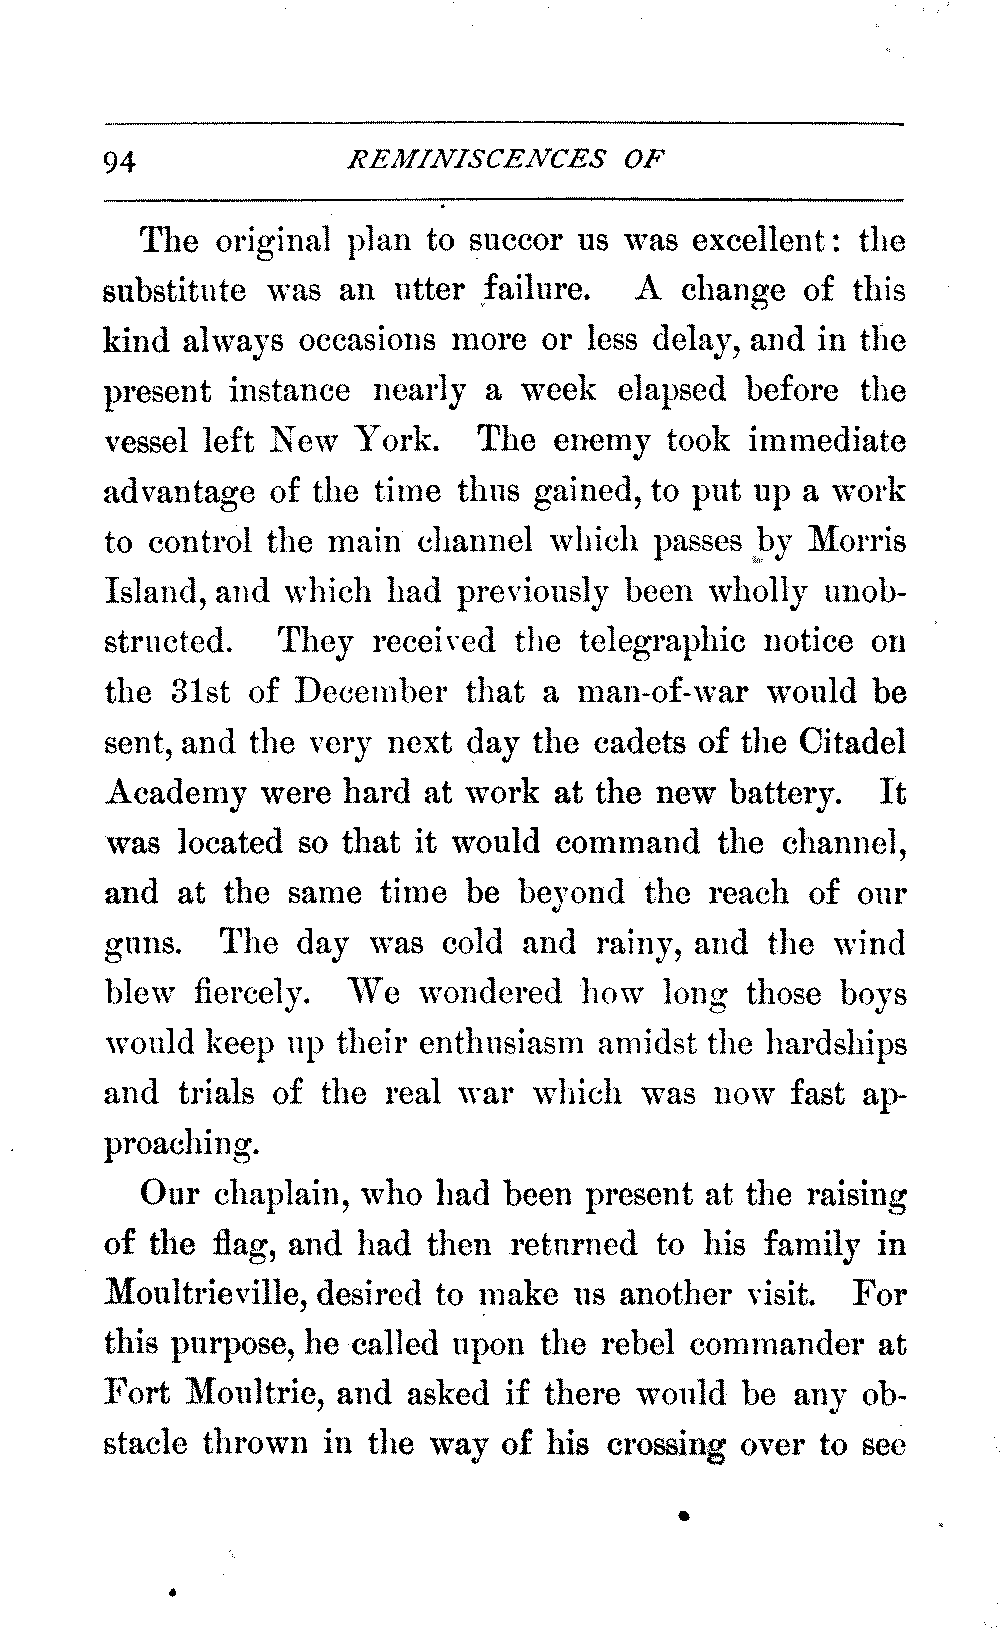 94 REMINISCENCES OF
The original plan to succor us was excellent: the
substitute was an utter failure. A change of this
kind always occasions more or less delay, and in the
present instance nearly a week elapsed before the
vessel left New York. The enemy took immediate
advantage of the time thus gained, to put up a work
to control the main channel which passes by Morris
Island, and which had previously been wholly unob-
structed. They received the telegraphic notice on
the 31st of December that a man-of-war would be
sent, and the very next day the cadets of the Citadel
Academy were hard at work at the new battery. It
was located so that it would command the channel,
and at the same time be beyond the reach of our
guns. The day was cold and rainy, and the wind
blew fiercely. We wondered how long those boys
would keep up their enthusiasm amidst the hardships
and trials of the real war which was now fast ap-
proaching.
Our chaplain, who had been present at the raising
of the flag, and had then returned to his family in
Moultrieville, desired to make us another visit. For
this purpose, he called upon the rebel commander at
Fort Moultrie, and asked if there would be any ob-
stacle thrown in the way of his crossing over to see